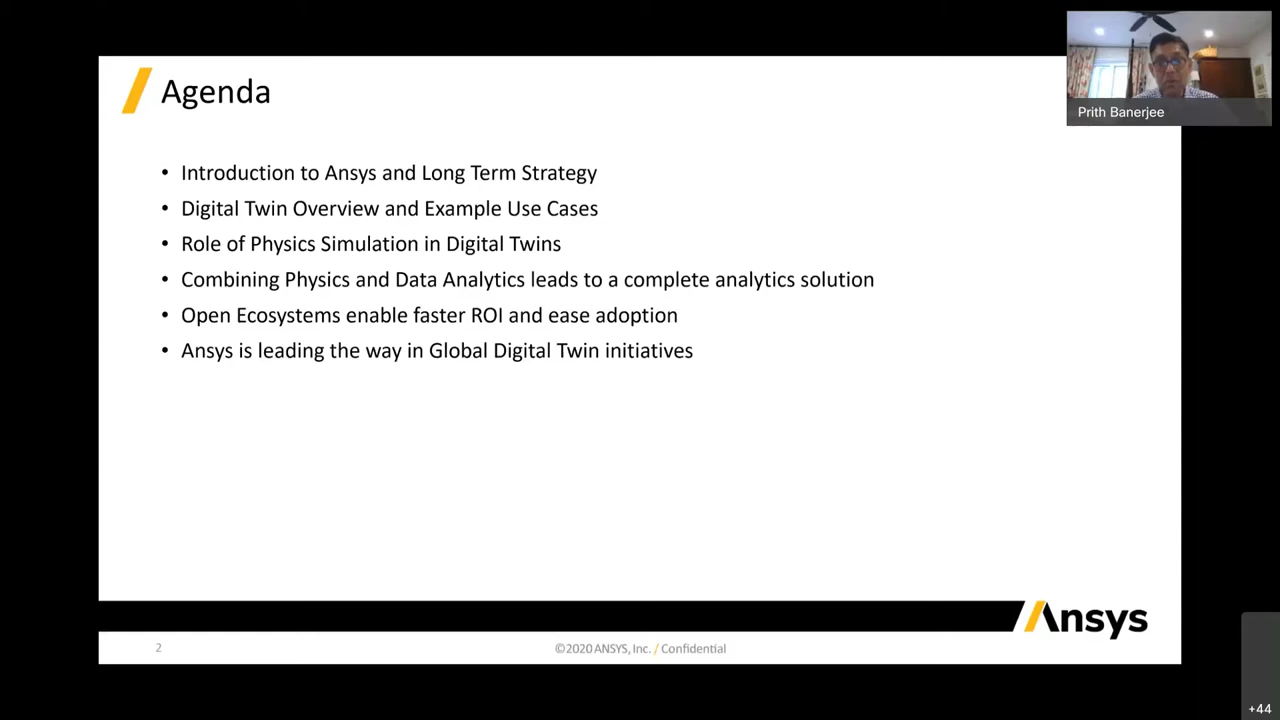 Agenda
Prith Banerjee
• Introduction to Ansys and Long Term Strategy
• Digital Twin Overview and Example Use Cases
• Role of Physics Simulation in Digital Twins
• Combining Physics and Data Analytics leads to a complete analytics solution
• Open Ecosystems enable faster ROI and ease adoption
• Ansys is leading the way in Global Digital Twin initiatives
Ansys
2
©2020 ANSYS, Inc. / Confidential
+44